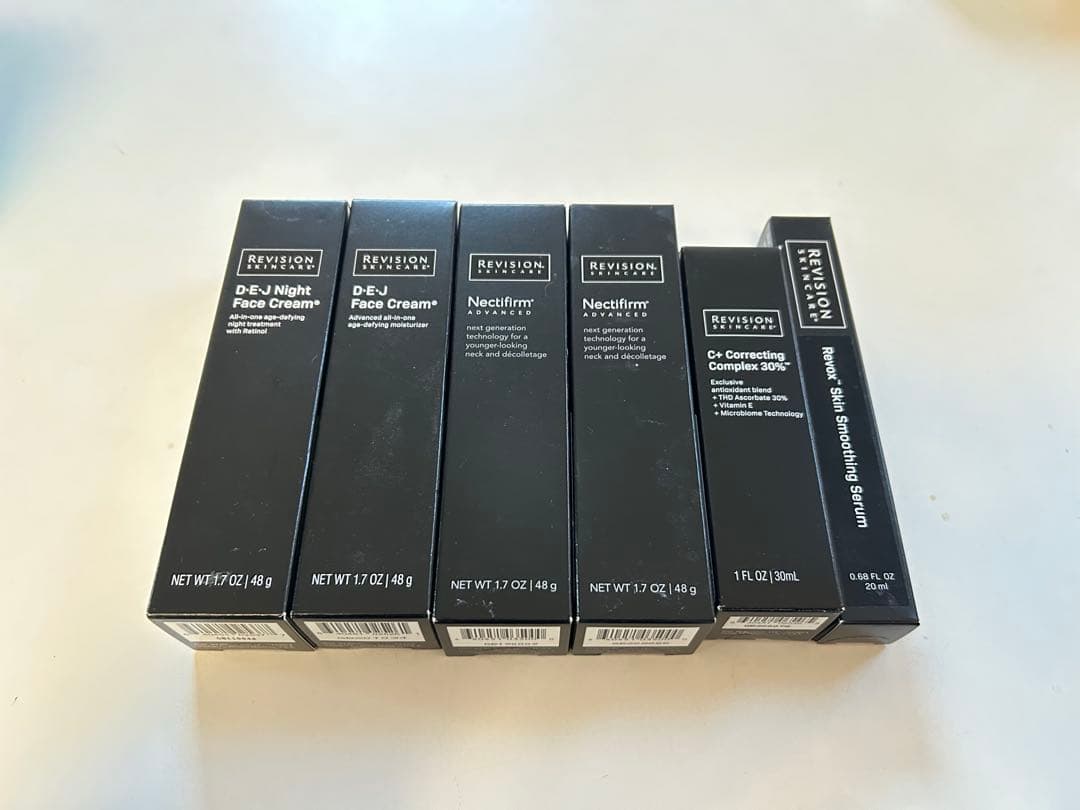 REVISION
SKINCARE®
D·E·J Night
Face Cream®
All-in-one age-defying
night treatment
with Retinol
NET WT 1.7 OZ | 48 g
REVISION
SKINCARE®
D·E·J
Face Cream®
Advanced all-in-one
age-defying moisturizer
NET WT 1.7 OZ | 48 g
REVISION.
SKINCARE
Nectifirm®
ADVANCED
next generation
technology for a
younger-looking
neck and décolletage
NET WT 1.7 OZ | 48 g
REVISION.
SKINCARE
Nectifirm®
ADVANCED
next generation
technology for a
younger-looking
neck and décolletage
NET WT 1.7 OZ | 48 g
REVISION
SKINCARE®
C+ Correcting
Complex 30%™
Exclusive
antioxidant blend
+ THD Ascorbate 30%
+ Vitamin E
+ Microbiome Technology
1 FL OZ | 30mL
REVISION
SKINCARE®
Revox™ Skin Smoothing Serum
0.68 FL OZ
20 ml